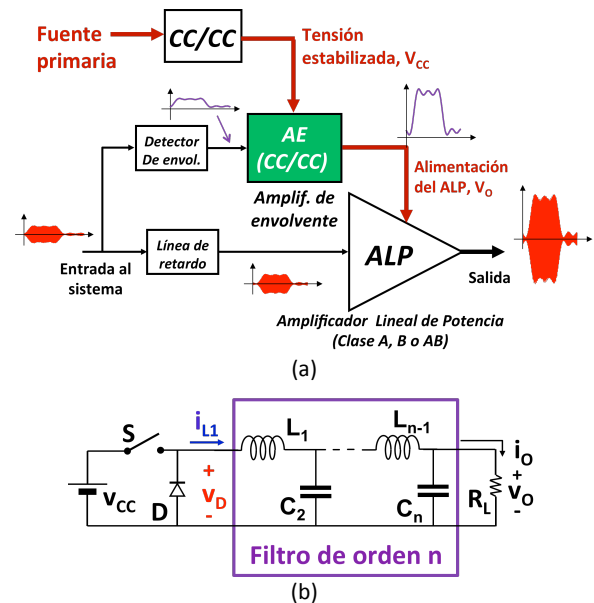 Fuente
primaria
CC/CC
Tensión
estabilizada, VCC
Detector
De envol.
AE
(CC/CC)
Alimentación
del ALP, VO
Amplif. de
envolvente
Entrada al
sistema
Línea de
retardo
ALP
Salida
Amplificador Lineal de Potencia
(Clase A, B o AB)
(a)
S
iL1
L1
Ln-1
iO
vCC
D
+
vD
-
C2
Cn
RL
+
vO
-
Filtro de orden n
(b)